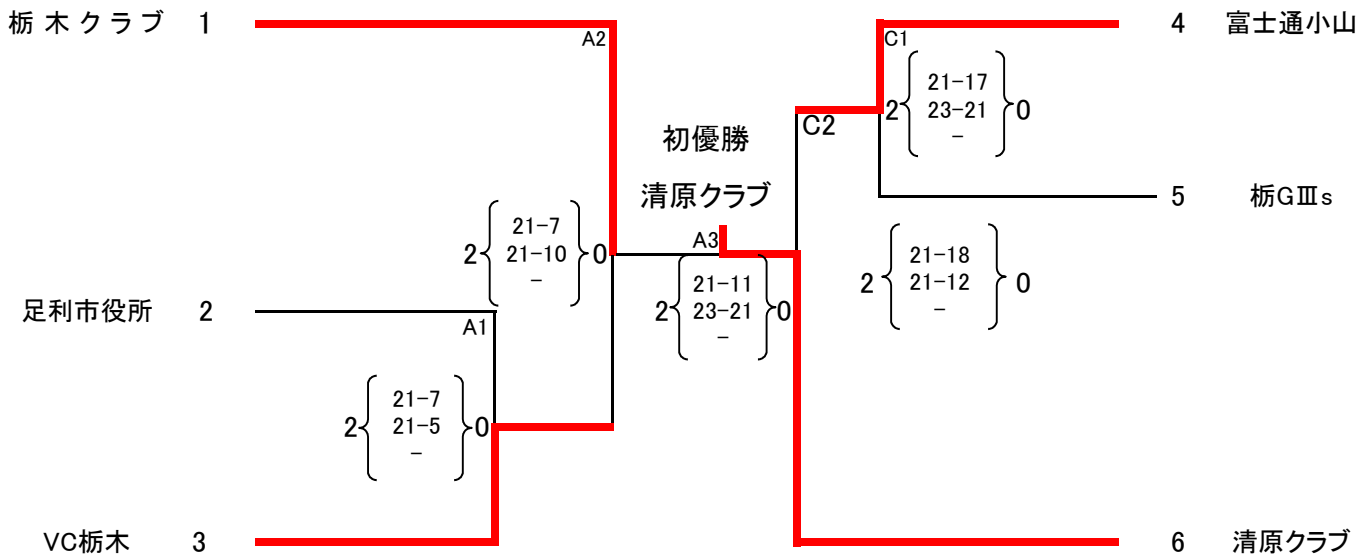 栃木クラブ 1
A2
C1
4 富士通小山
2 21-17 0
23-21
-
C2
初優勝
清原クラブ
5 栃GⅢs
2 21-7 0
21-10
-
A3
2 21-11 0
23-21
-
2 21-18 0
21-12
-
足利市役所 2
A1
2 21-7 0
21-5
-
VC栃木 3
6 清原クラブ